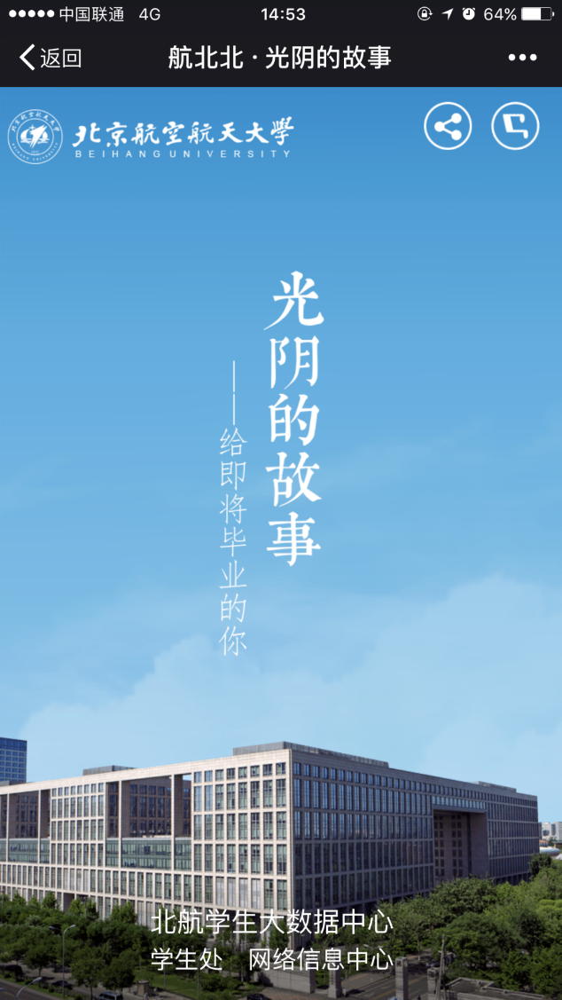 中国联通 4G 14:53 64%
返回 航北北·光阴的故事
北京航空航天大學
BEIHANG UNIVERSITY
光阴的故事
——给即将毕业的你
北航学生大数据中心
学生处 网络信息中心